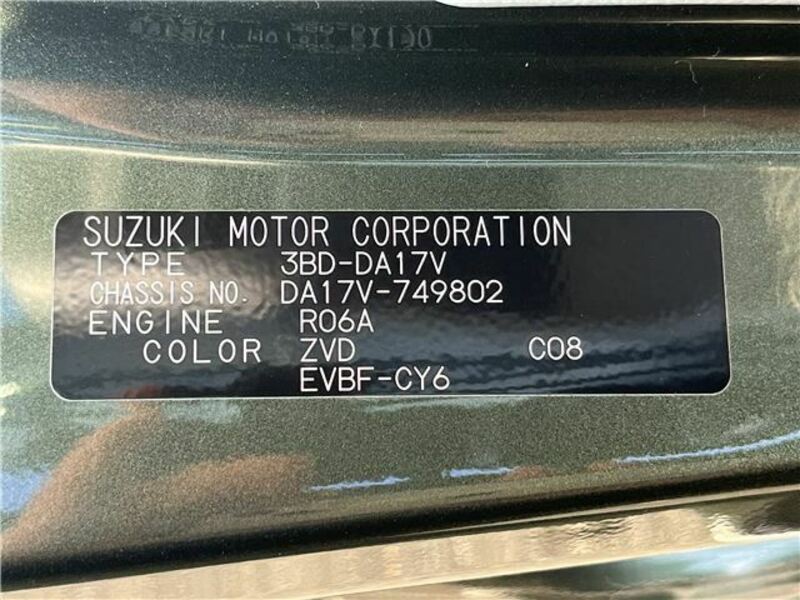 SUZUKI MOTOR CORPORATION
TYPE 3BD-DA17V
CHASSIS NO. DA17V-749802
ENGINE R06A
COLOR ZVD C08
EVBF-CY6